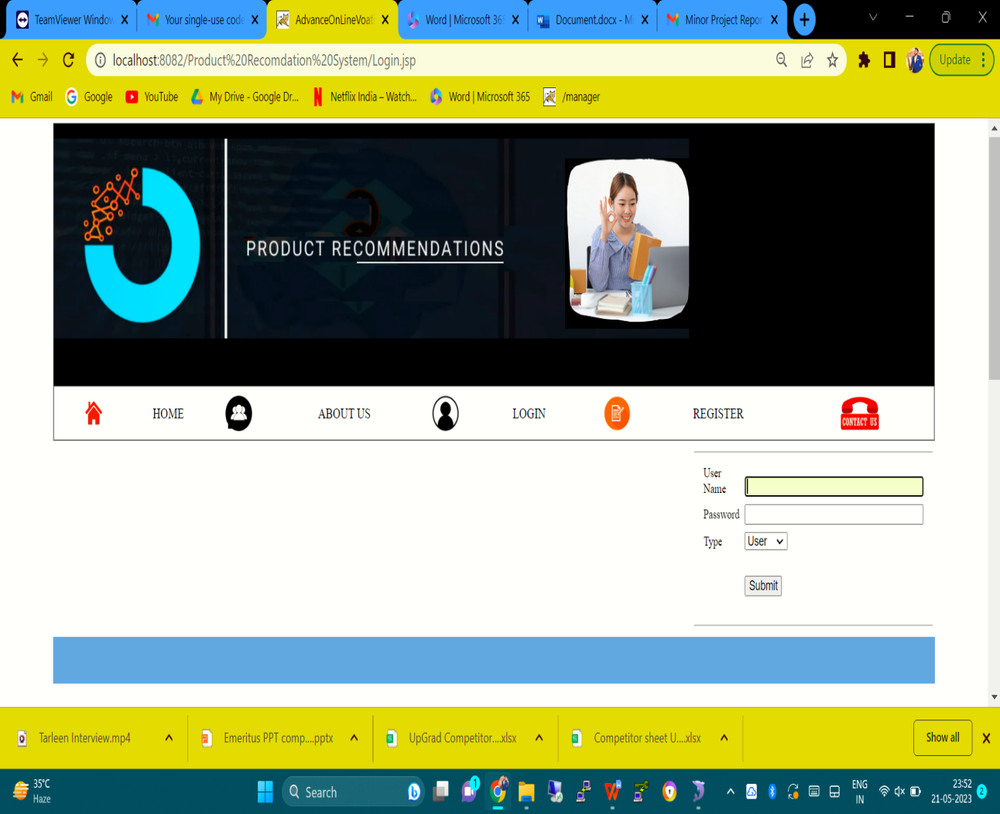 TeamViewer Window
Your single-use code
AdvanceOnLineVoati
Word | Microsoft 365
Document.docx - Mi
Minor Project Repor
localhost:8082/Product%20Recomdation%20System/Login.jsp
Update
Gmail
Google
YouTube
My Drive - Google Dr...
Netflix India – Watch...
Word | Microsoft 365
/manager
PRODUCT RECOMMENDATIONS
HOME
ABOUT US
LOGIN
REGISTER
CONTACT US
User
Name
Password
Type
User
Submit
Tarleen Interview.mp4
Emeritus PPT comp....pptx
UpGrad Competitor....xlsx
Competitor sheet U....xlsx
Show all
35°C
Haze
Search
1
ENG
IN
23:52
21-05-2023
2